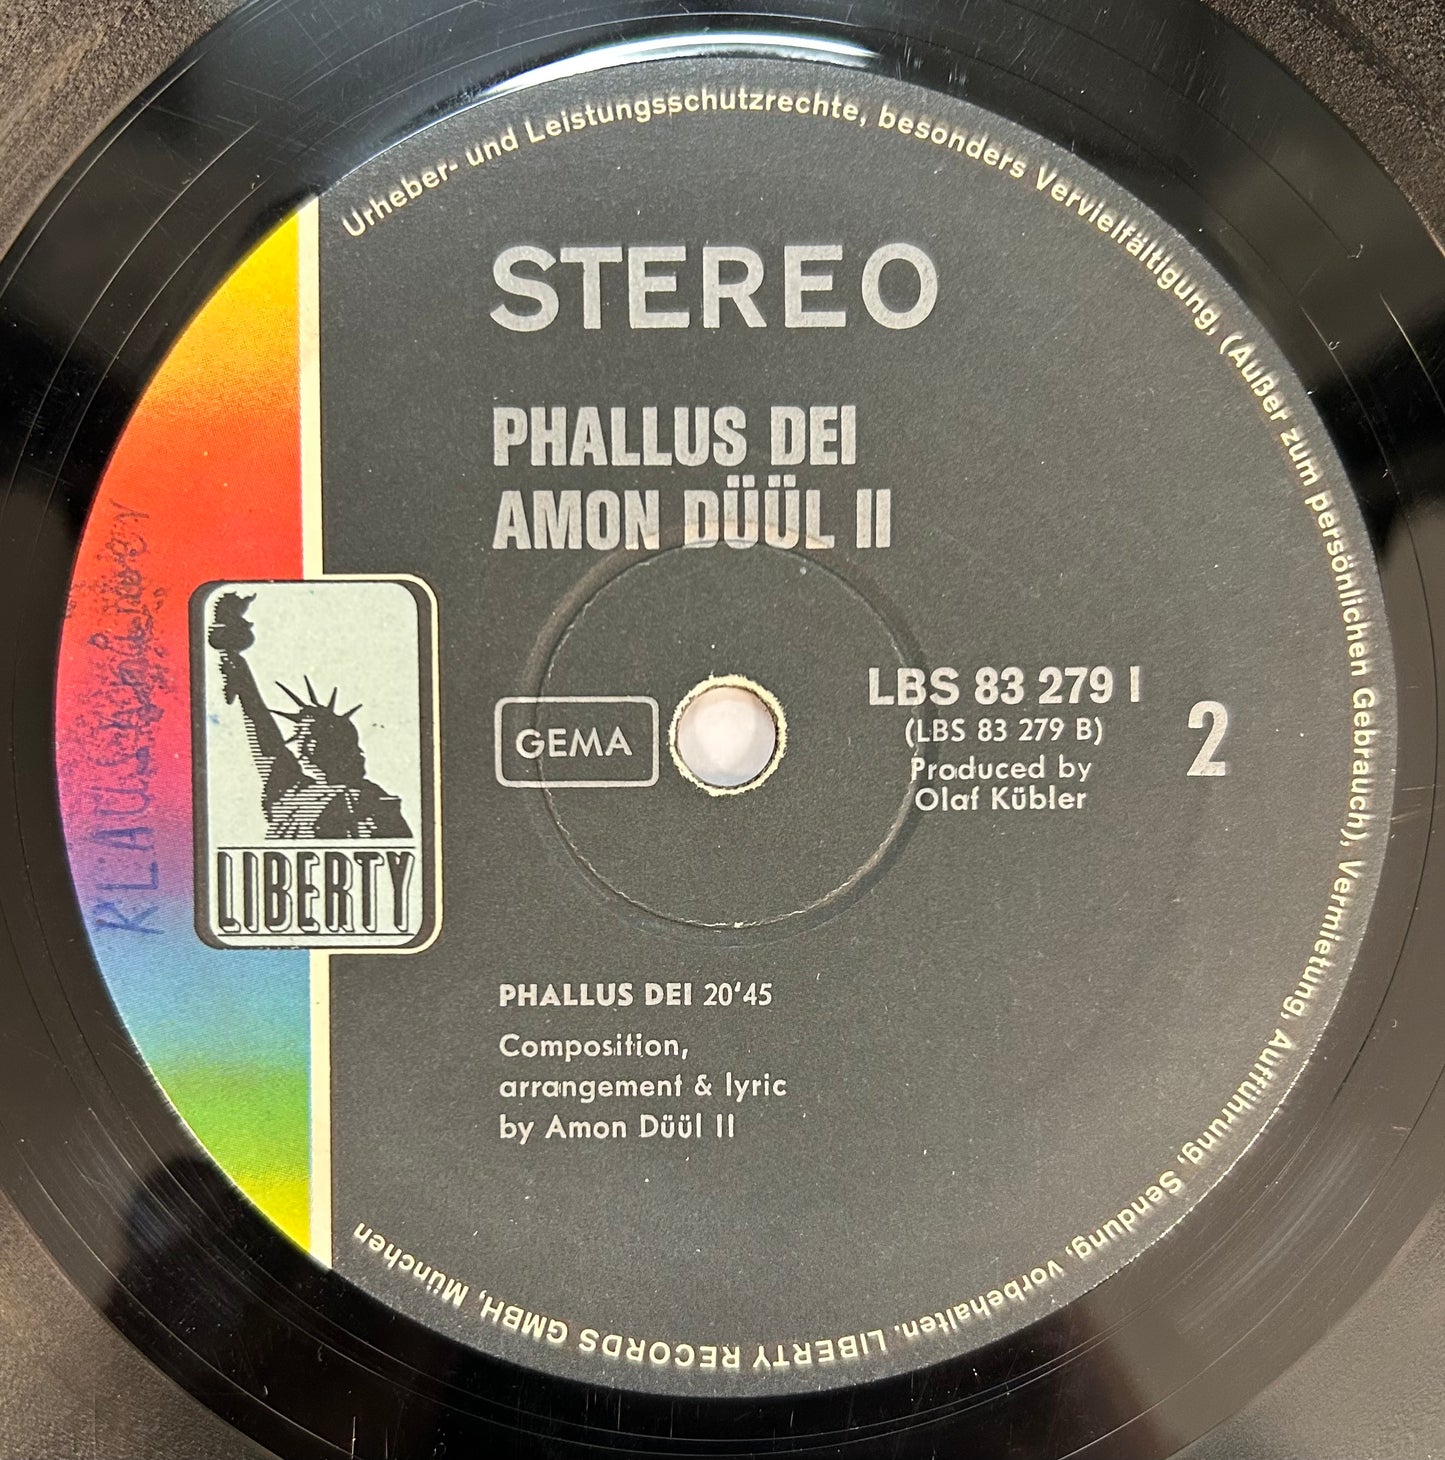 Urheber- und Leistungsschutzrechte, besonders Vervielfältigung, (Außer zum persönlichen Gebrauch), Vermietung, Aufführung, Sendung, vorbehalten. LIBERTY RECORDS GMBH, München
STEREO
PHALLUS DEI
AMON DÜÜL II
GEMA
LBS 83 279 I
(LBS 83 279 B)
Produced by
Olaf Kübler
2
KLAUS
LIBERTY
PHALLUS DEI 20'45
Composition,
arrangement & lyric
by Amon Düül II